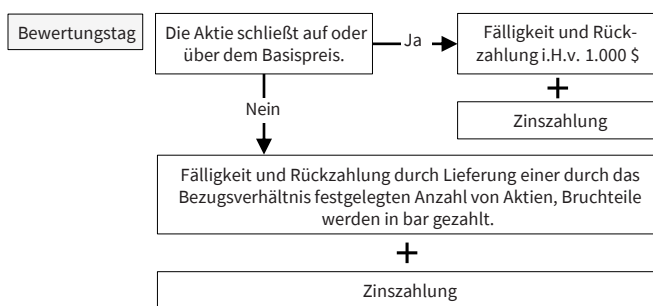 Bewertungstag
Die Aktie schließt auf oder
über dem Basispreis.
Ja
Fälligkeit und Rück-
zahlung i.H.v. 1.000 $
+
Zinszahlung
Nein
Fälligkeit und Rückzahlung durch Lieferung einer durch das
Bezugsverhältnis festgelegten Anzahl von Aktien, Bruchteile
werden in bar gezahlt.
+
Zinszahlung